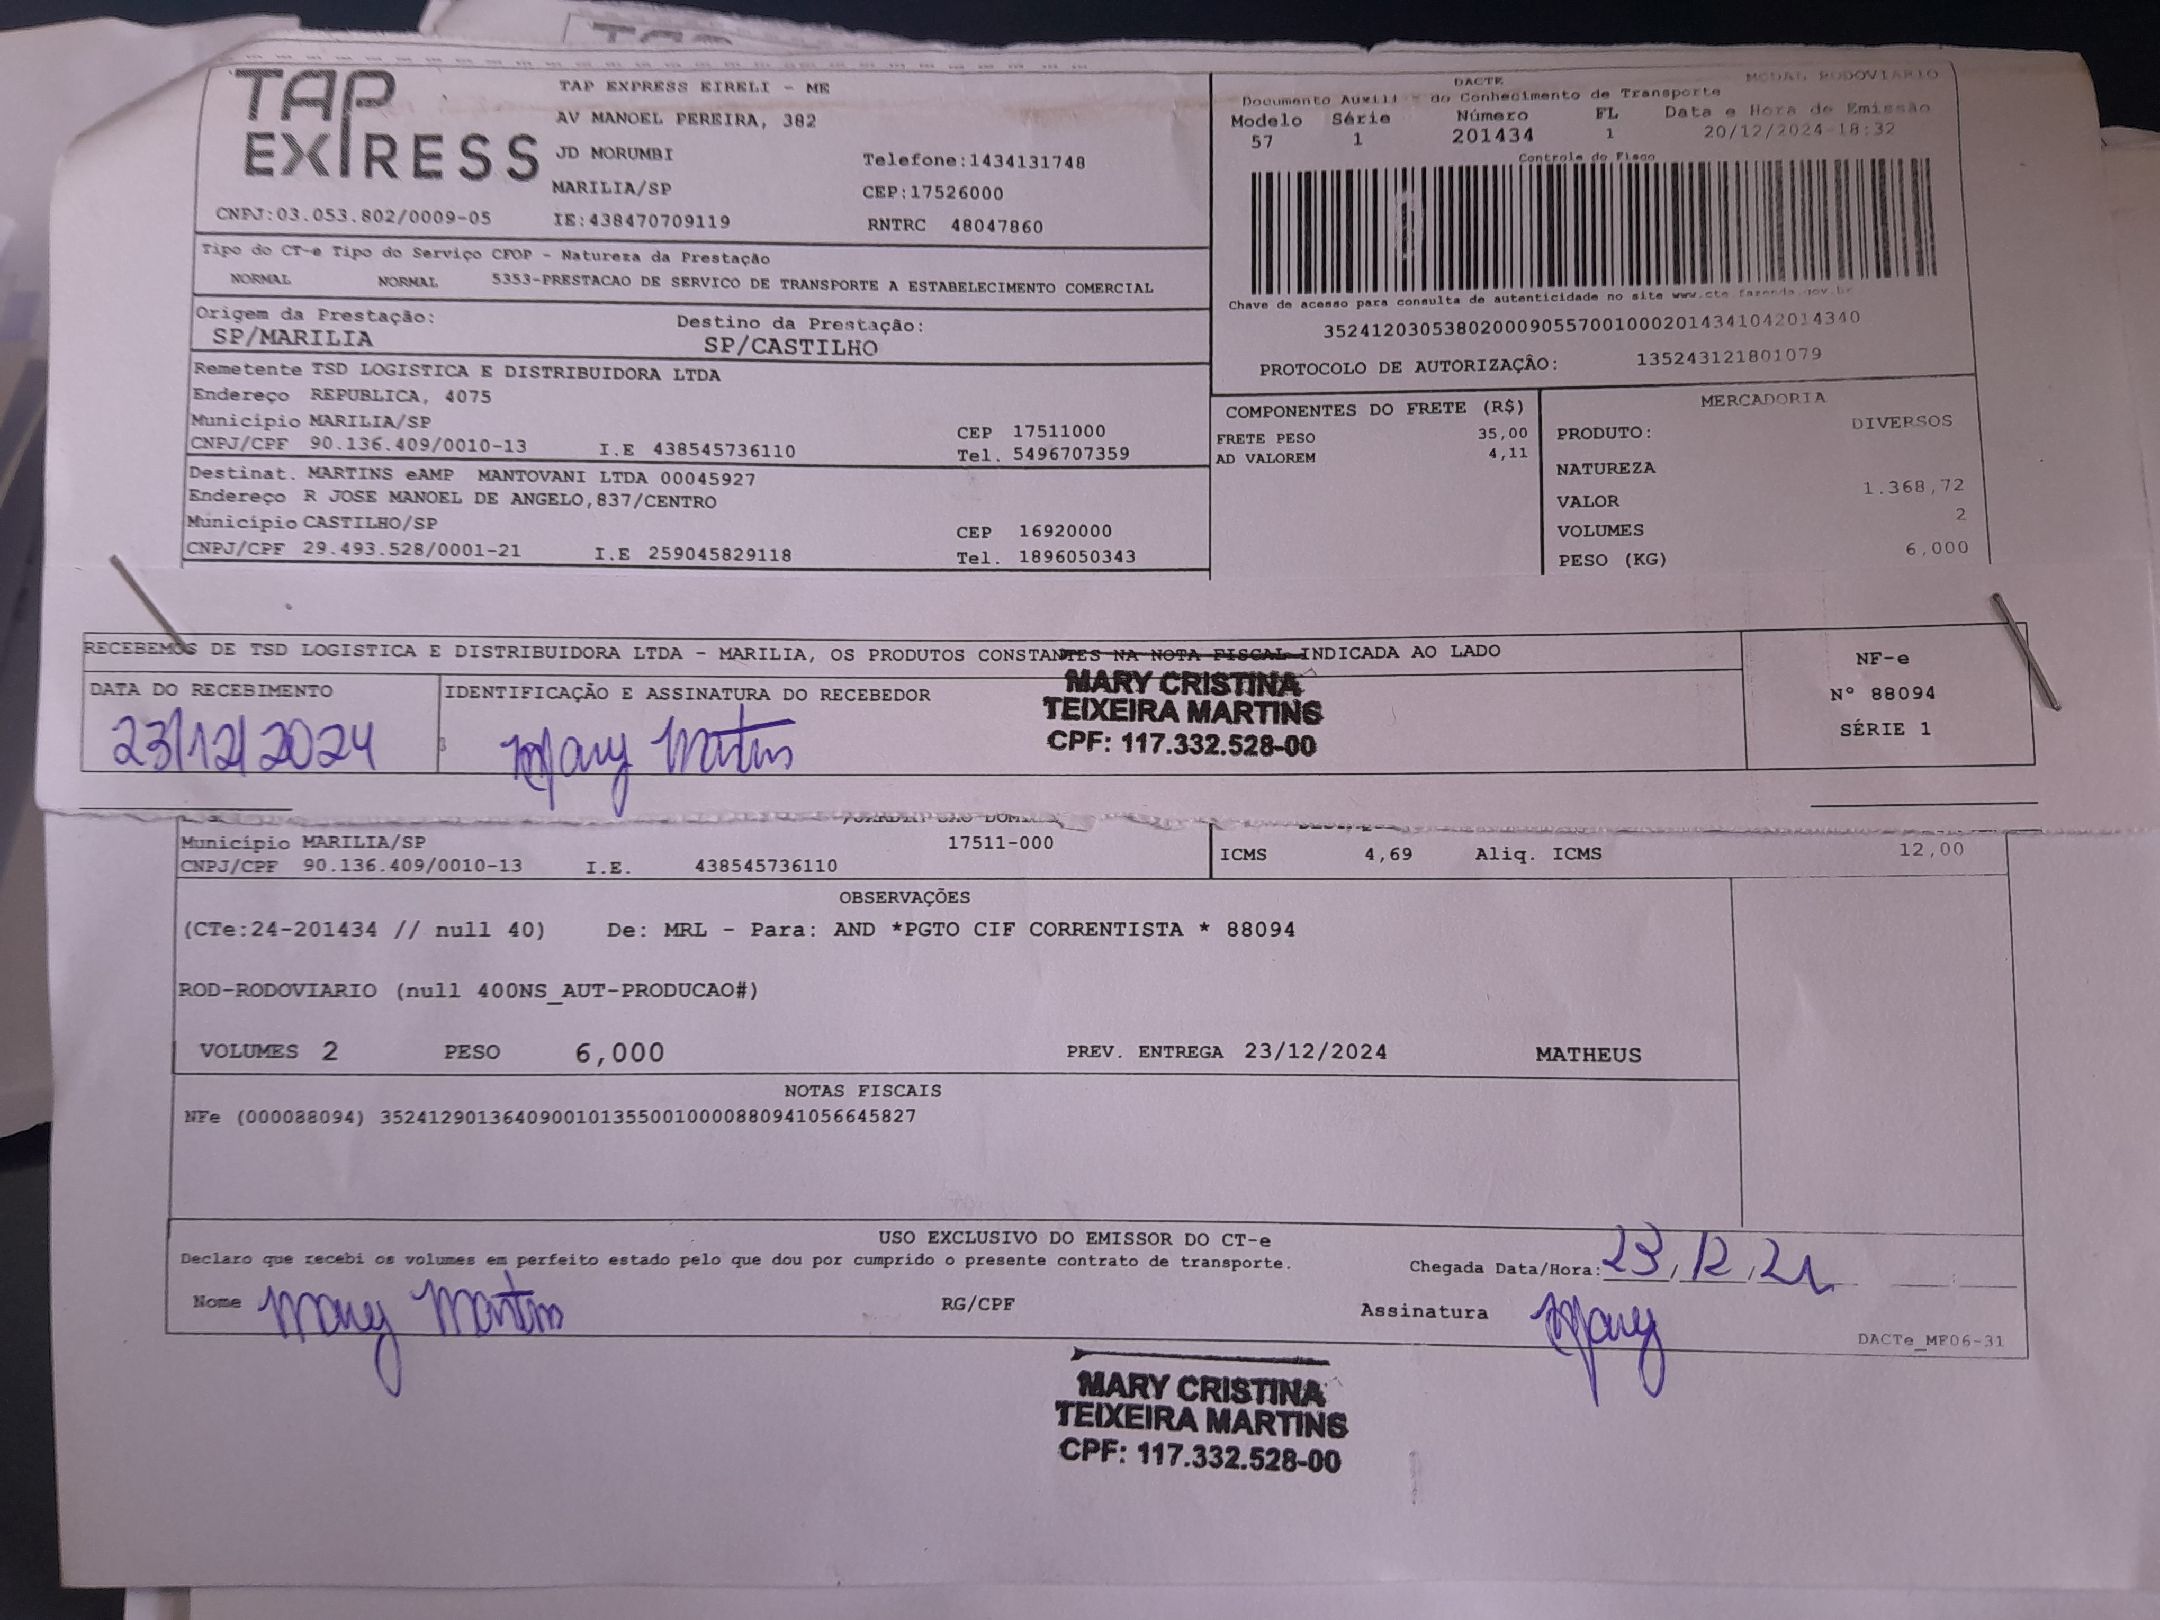 TAP
EXPRESS
TAP EXPRESS EIRELI - ME
AV MANOEL PEREIRA, 382
JD MORUMBI
Telefone:1434131748
MARILIA/SP
CEP:17526000
CNPJ:03.053.802/0009-05 IE:438470709119 RNTRC 48047860
Tipo do CT-e Tipo do Serviço CFOP - Natureza da Prestação
NORMAL NORMAL 5353-PRESTACAO DE SERVICO DE TRANSPORTE A ESTABELECIMENTO COMERCIAL
Origem da Prestação: Destino da Prestação:
SP/MARILIA SP/CASTILHO
Remetente TSD LOGISTICA E DISTRIBUIDORA LTDA
Endereço REPUBLICA, 4075
Município MARILIA/SP CEP 17511000
CNPJ/CPF 90.136.409/0010-13 I.E 438545736110 Tel. 5496707359
Destinat. MARTINS eAMP MANTOVANI LTDA 00045927
Endereço R JOSE MANOEL DE ANGELO,837/CENTRO
Município CASTILHO/SP CEP 16920000
CNPJ/CPF 29.493.528/0001-21 I.E 259045829118 Tel. 1896050343
DACTE MODAL RODOVIARIO
Documento Auxili do Conhecimento de Transporte
Modelo Série Número FL Data e Hora de Emissão
57 1 201434 1 20/12/2024-18:32
Controle do Fisco
Chave de acesso para consulta de autenticidade no site www.cte.fazenda.gov.br
35241203053802000905570010002014341042014340
PROTOCOLO DE AUTORIZAÇÃO: 135243121801079
COMPONENTES DO FRETE (R$)
FRETE PESO 35,00
AD VALOREM 4,11
MERCADORIA
PRODUTO: DIVERSOS
NATUREZA
VALOR 1.368,72
VOLUMES 2
PESO (KG) 6,000
RECEBEMOS DE TSD LOGISTICA E DISTRIBUIDORA LTDA - MARILIA, OS PRODUTOS CONSTANTES NA NOTA FISCAL INDICADA AO LADO
DATA DO RECEBIMENTO IDENTIFICAÇÃO E ASSINATURA DO RECEBEDOR
23/12/2024 Mary Martins
MARY CRISTINA
TEIXEIRA MARTINS
CPF: 117.332.528-00
NF-e
Nº 88094
SÉRIE 1
Município MARILIA/SP 17511-000
CNPJ/CPF 90.136.409/0010-13 I.E. 438545736110
ICMS 4,69 Aliq. ICMS 12,00
OBSERVAÇÕES
(CTe:24-201434 // null 40) De: MRL - Para: AND *PGTO CIF CORRENTISTA * 88094
ROD-RODOVIARIO (null 400NS_AUT-PRODUCAO#)
VOLUMES 2 PESO 6,000 PREV. ENTREGA 23/12/2024 MATHEUS
NOTAS FISCAIS
NFe (000088094) 35241290136409001013550010000880941056645827
USO EXCLUSIVO DO EMISSOR DO CT-e
Declaro que recebi os volumes em perfeito estado pelo que dou por cumprido o presente contrato de transporte.
Chegada Data/Hora: 23, 12, 24
Nome Mary Martins RG/CPF Assinatura Mary
DACTe_MF06-31
MARY CRISTINA
TEIXEIRA MARTINS
CPF: 117.332.528-00